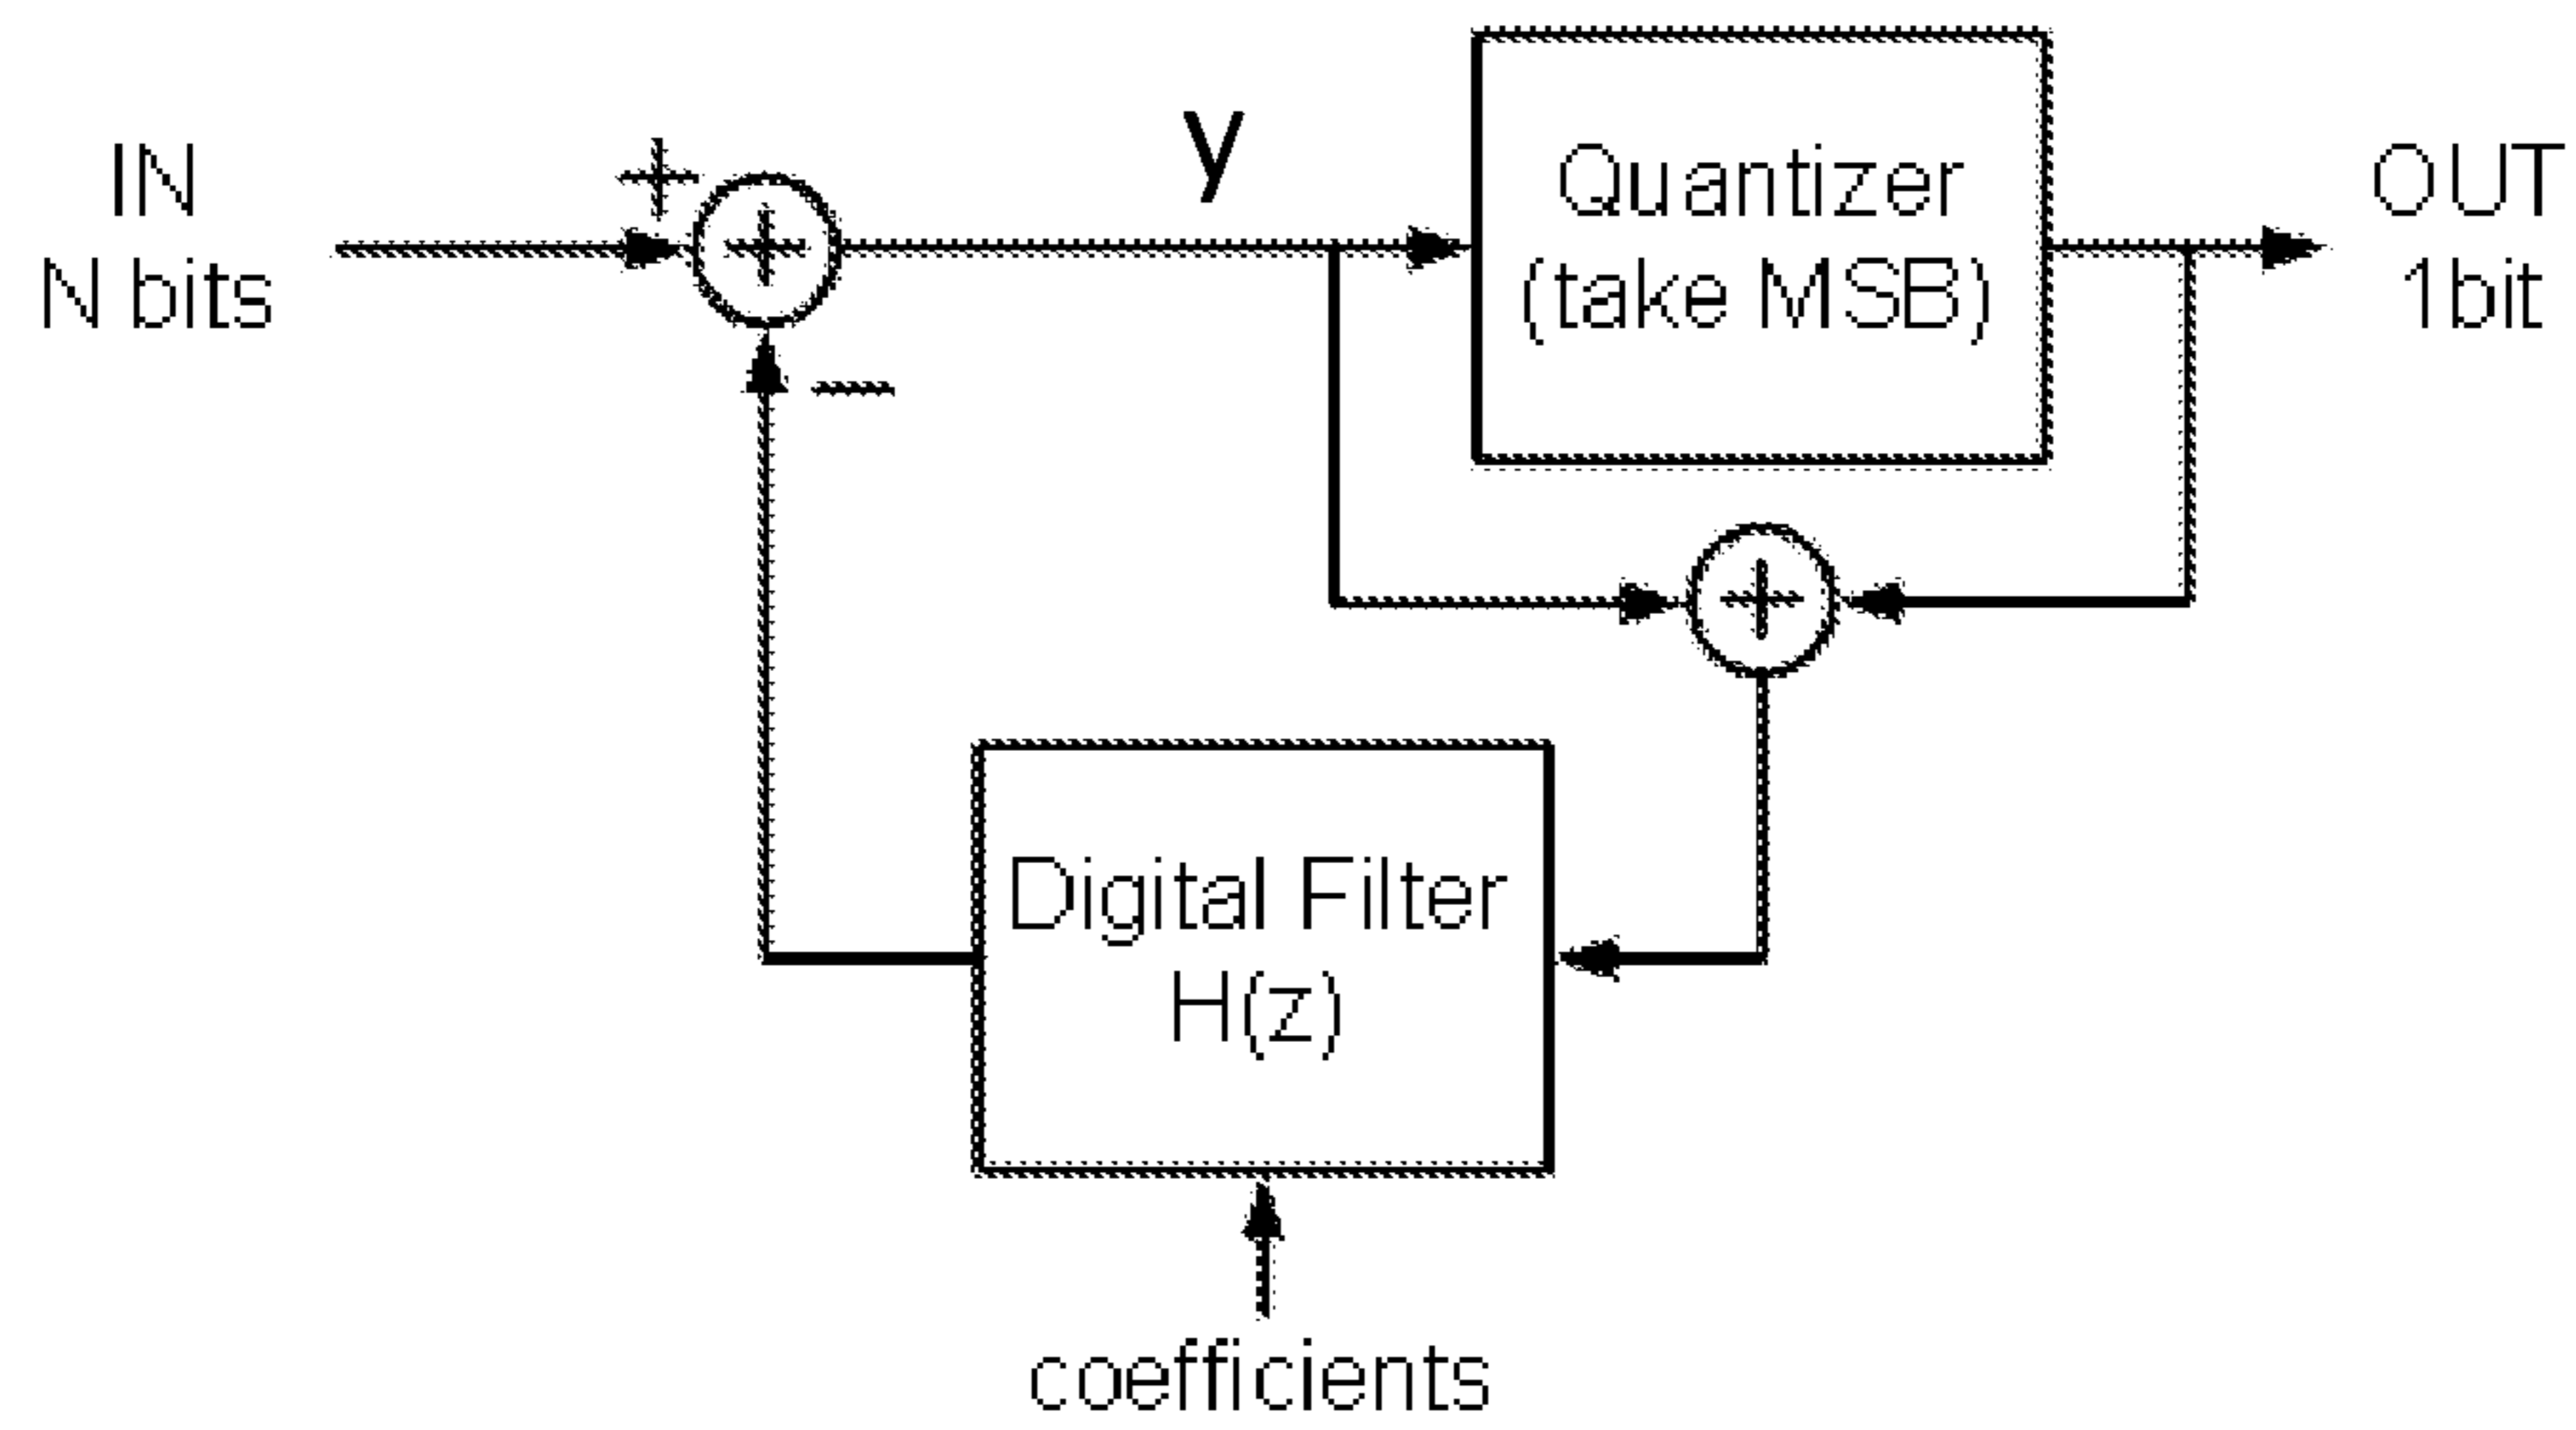 IN
N bits
+
y
Quantizer
(take MSB)
OUT
1bit
+
—
+
Digital Filter
H(z)
coefficients